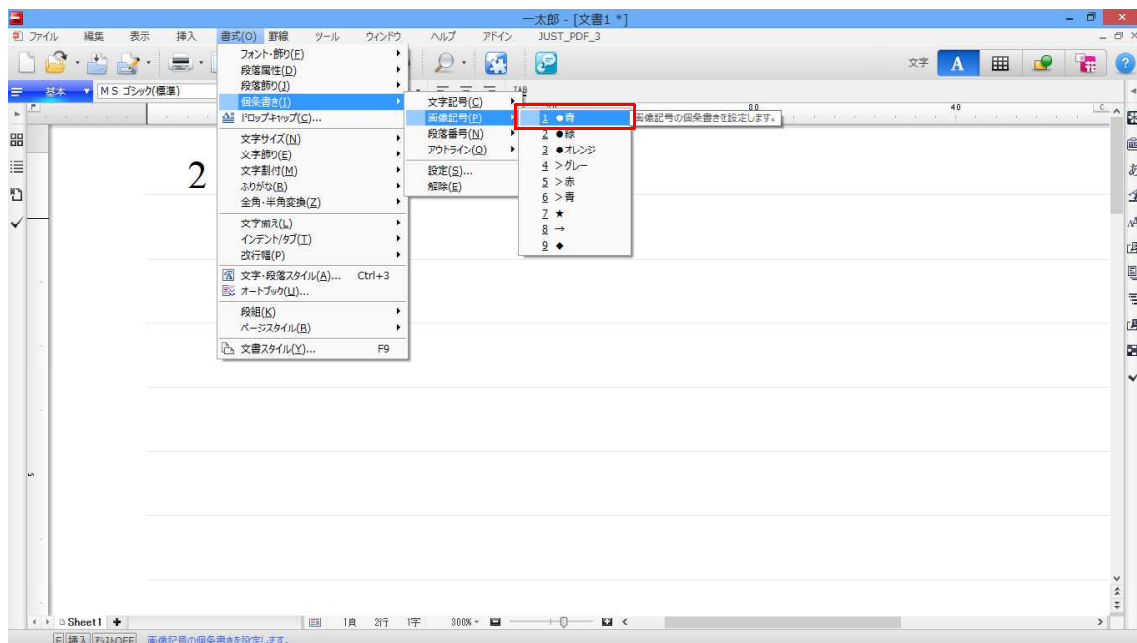 一太郎 - [文書1 *]
ファイル 編集 表示 挿入 書式(O) 罫線 ツール ウィンドウ ヘルプ アドイン JUST_PDF_3
文字 A
基本 MS ゴシック(標準)
フォント・飾り(F)
段落属性(D)
段落飾り(J)
個条書き(I)
ドロップキャップ(C)...
文字サイズ(N)
文字飾り(E)
文字割付(M)
ふりがな(R)
全角・半角変換(Z)
文字揃え(L)
インデント/タブ(T)
改行幅(P)
文字・段落スタイル(A)... Ctrl+3
オートブック(U)...
段組(K)
ページスタイル(B)
文書スタイル(Y)... F9
文字記号(C)
画像記号(P)
段落番号(N)
アウトライン(O)
設定(S)...
解除(E)
1 ●青
2 ●緑
3 ●オレンジ
4 >グレー
5 >赤
6 >青
7 ★
8 →
9 ◆
画像記号の個条書きを設定します。
30 40
2
5
Sheet1
1頁 2行 1字 300%
挿入 アシストOFF 画像記号の個条書きを設定します。